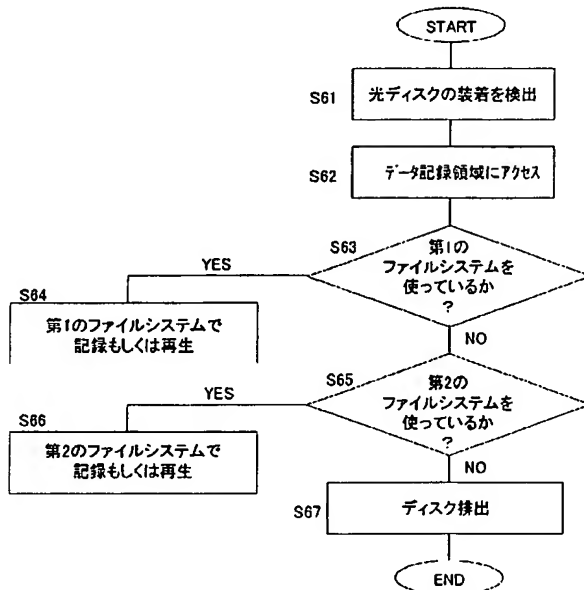 START
S61
光ディスクの装着を検出
S62
データ記録領域にアクセス
S63
第1の
ファイルシステムを
使っているか
?
YES
NO
S64
第1のファイルシステムで
記録もしくは再生
S65
第2の
ファイルシステムを
使っているか
?
YES
NO
S66
第2のファイルシステムで
記録もしくは再生
S67
ディスク排出
END